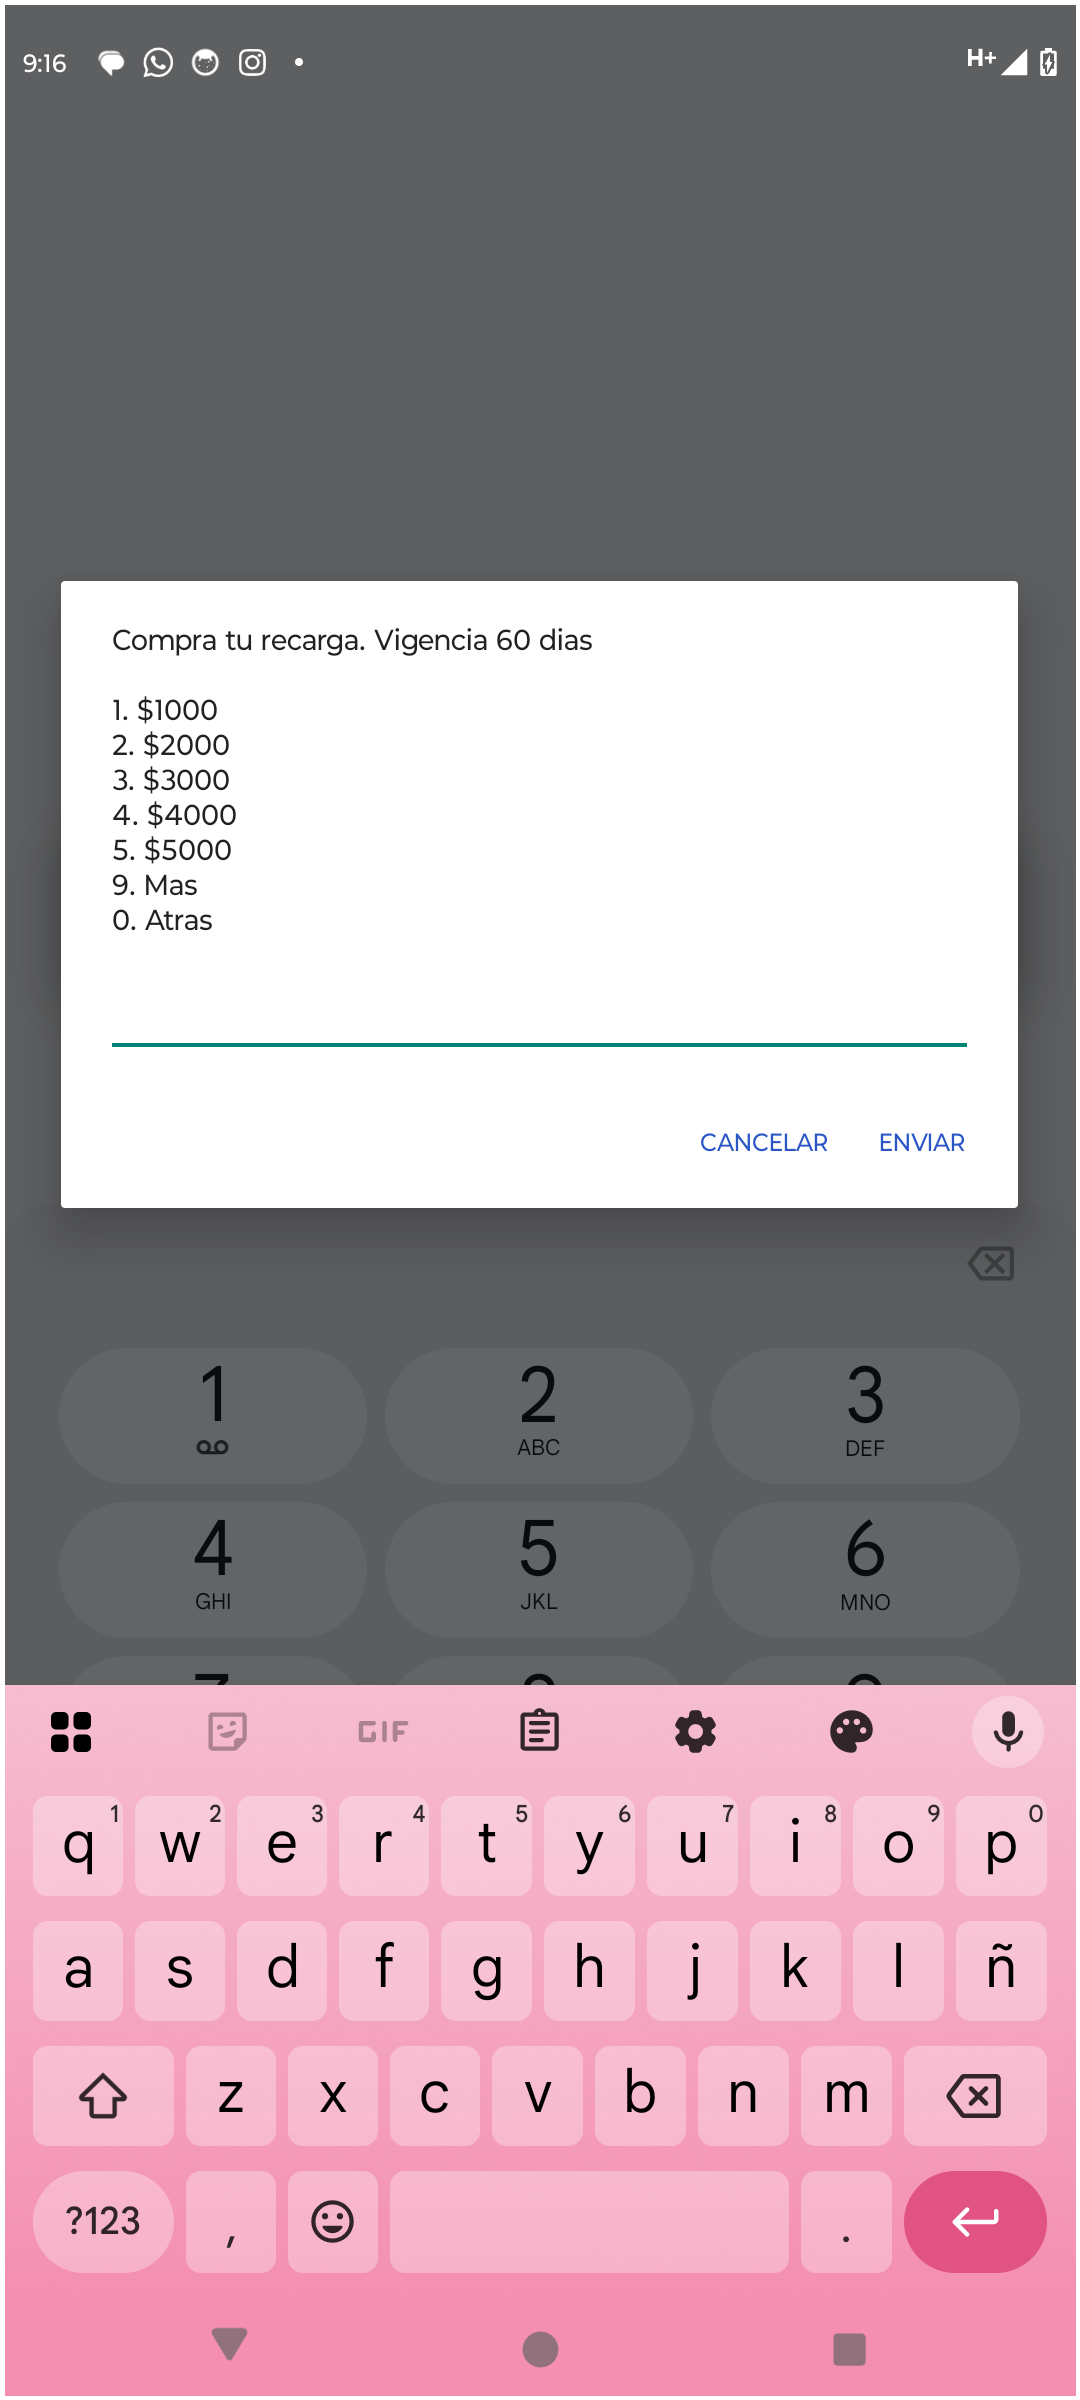 9:16
H+
Compra tu recarga. Vigencia 60 dias
1. $1000
2. $2000
3. $3000
4. $4000
5. $5000
9. Mas
0. Atras
CANCELAR ENVIAR
1 2 3
ABC DEF
4 5 6
GHI JKL MNO
GIF
1 2 3 4 5 6 7 8 9 0
q w e r t y u i o p
a s d f g h j k l ñ
z x c v b n m
?123 , .